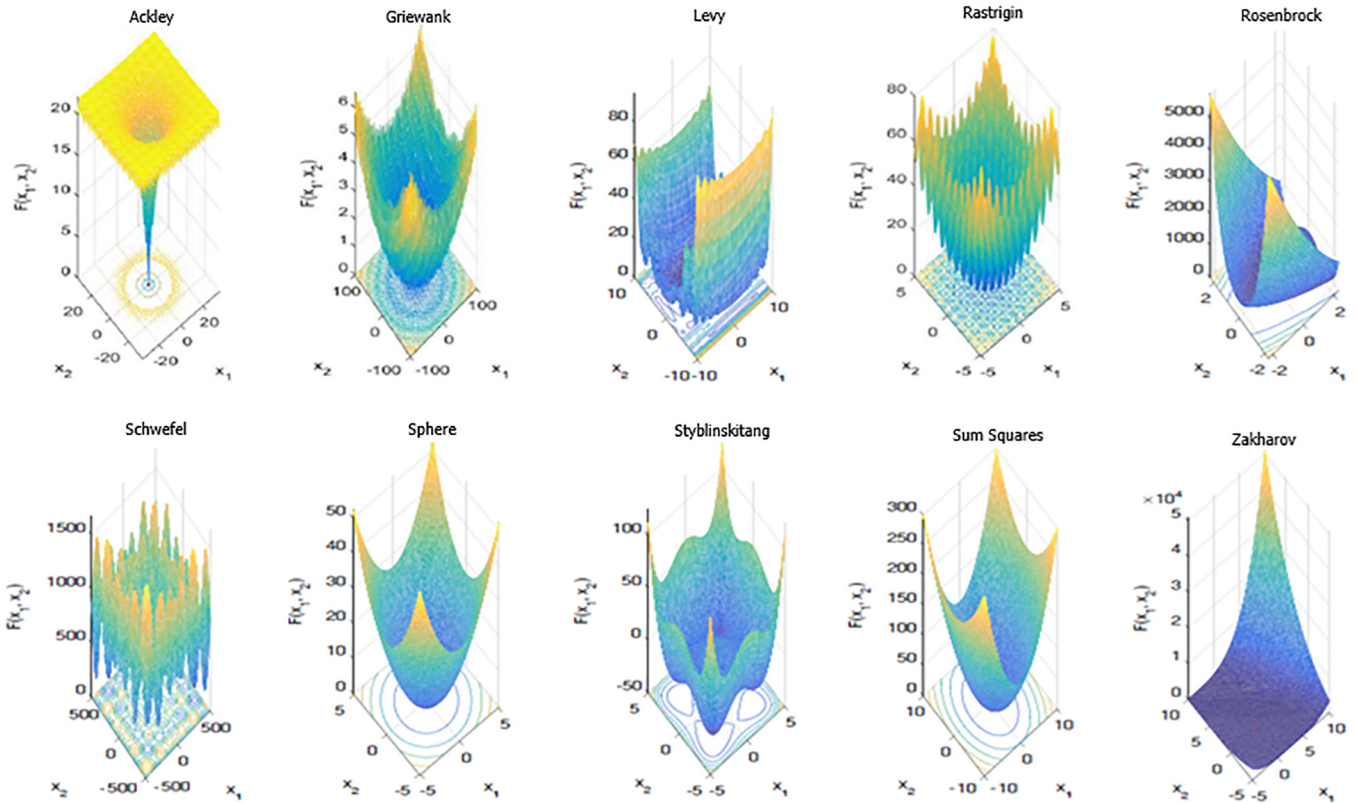 Ackley
Griewank
Levy
Rastrigin
Rosenbrock
20
15
10
5
0
F(x1, x2)
20
0
-20
x2
-20
0
20
x1
6
5
4
3
2
1
0
F(x1, x2)
100
0
-100
x2
-100
0
100
x1
80
60
40
20
0
F(x1, x2)
10
0
-10
x2
-10
0
10
x1
80
60
40
20
0
F(x1, x2)
5
0
-5
x2
-5
0
5
x1
5000
4000
3000
2000
1000
0
F(x1, x2)
2
0
-2
x2
-2
0
2
x1
Schwefel
Sphere
Styblinskitang
Sum Squares
Zakharov
1500
1000
500
0
F(x1, x2)
500
0
-500
x2
-500
0
500
x1
50
40
30
20
10
0
F(x1, x2)
5
0
-5
x2
-5
0
5
x1
100
50
0
-50
F(x1, x2)
5
0
-5
x2
-5
0
5
x1
300
250
200
150
100
50
0
F(x1, x2)
10
0
-10
x2
-10
0
10
x1
×10^4
5
4
3
2
1
0
F(x1, x2)
10
5
0
-5
x2
-5
0
5
10
x1